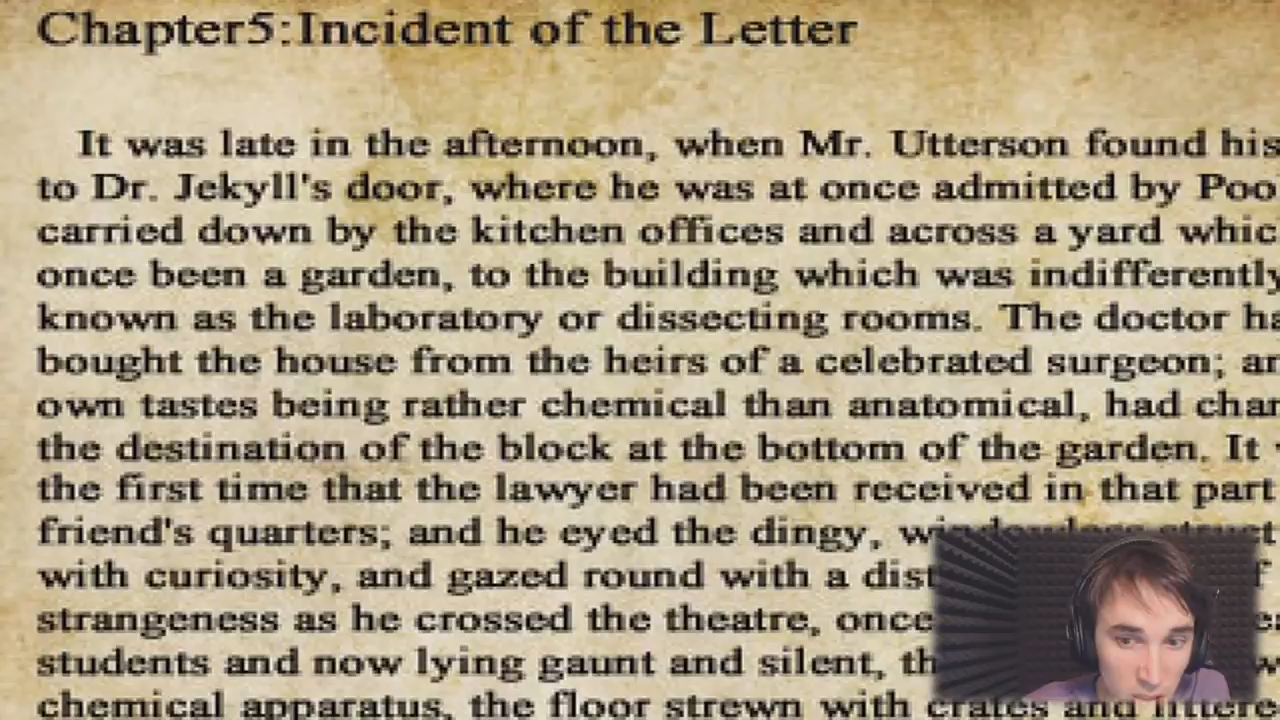 Chapter5:Incident of the Letter
It was late in the afternoon, when Mr. Utterson found his
to Dr. Jekyll's door, where he was at once admitted by
carried down by the kitchen offices and across a yard
once been a garden, to the building which was indifferently
known as the laboratory or dissecting rooms. The doctor
bought the house from the heirs of a celebrated surgeon;
own tastes being rather chemical than anatomical, had
the destination of the block at the bottom of the garden. It
the first time that the lawyer had been received in that part
friend's quarters; and he eyed the dingy, windowless
with curiosity, and gazed round with a
strangeness as he crossed the theatre, once
students and now lying gaunt and silent,
chemical apparatus, the floor strewn with crates and